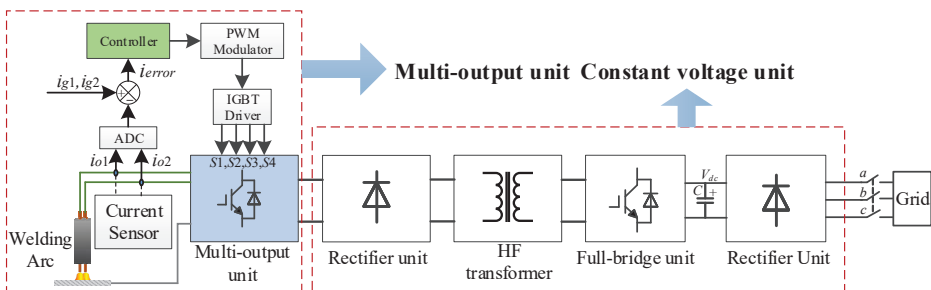 Controller
PWM
Modulator
ierror
ig1, ig2
IGBT
Driver
ADC
io1
io2
S1,S2,S3,S4
Current
Sensor
Welding
Arc
Multi-output
unit
Multi-output unit Constant voltage unit
Rectifier unit
HF
transformer
Full-bridge unit
Vdc
C
+
Rectifier Unit
a
b
c
Grid